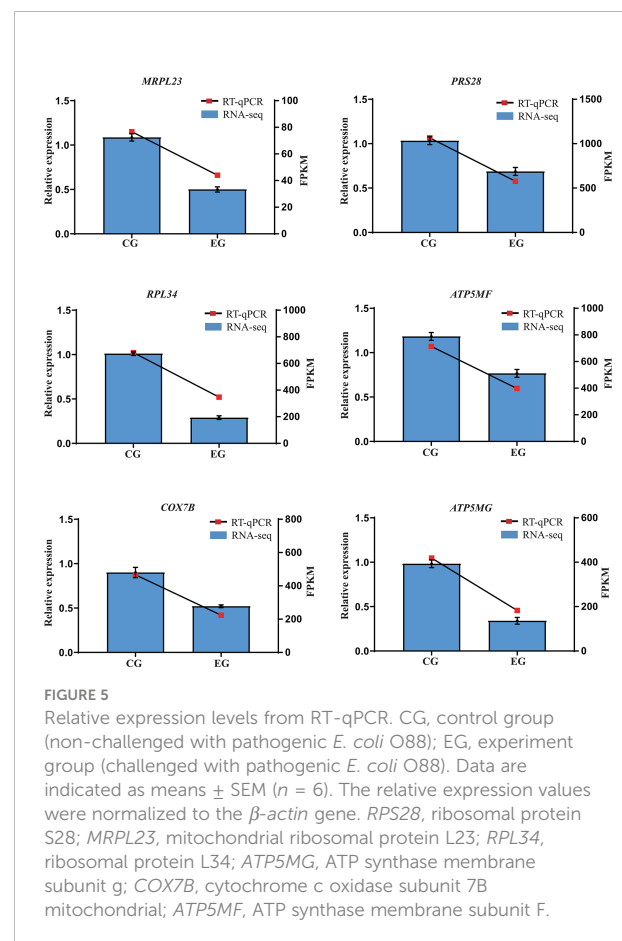 MRPL23
RT-qPCR
RNA-seq
Relative expression
1.5
1.0
0.5
0.0
100
80
60
40
20
0
FPKM
CG
EG
PRS28
RT-qPCR
RNA-seq
Relative expression
1.5
1.0
0.5
0.0
1500
1000
500
0
FPKM
CG
EG
RPL34
RT-qPCR
RNA-seq
Relative expression
1.5
1.0
0.5
0.0
1000
800
600
400
200
0
FPKM
CG
EG
ATP5MF
RT-qPCR
RNA-seq
Relative expression
1.5
1.0
0.5
0.0
1000
800
600
400
200
0
FPKM
CG
EG
COX7B
RT-qPCR
RNA-seq
Relative expression
1.5
1.0
0.5
0.0
800
600
400
200
0
FPKM
CG
EG
ATP5MG
RT-qPCR
RNA-seq
Relative expression
1.5
1.0
0.5
0.0
600
400
200
0
FPKM
CG
EG
FIGURE 5
Relative expression levels from RT-qPCR. CG, control group
(non-challenged with pathogenic E. coli O88); EG, experiment
group (challenged with pathogenic E. coli O88). Data are
indicated as means ± SEM (n = 6). The relative expression values
were normalized to the β-actin gene. RPS28, ribosomal protein
S28; MRPL23, mitochondrial ribosomal protein L23; RPL34,
ribosomal protein L34; ATP5MG, ATP synthase membrane
subunit g; COX7B, cytochrome c oxidase subunit 7B
mitochondrial; ATP5MF, ATP synthase membrane subunit F.